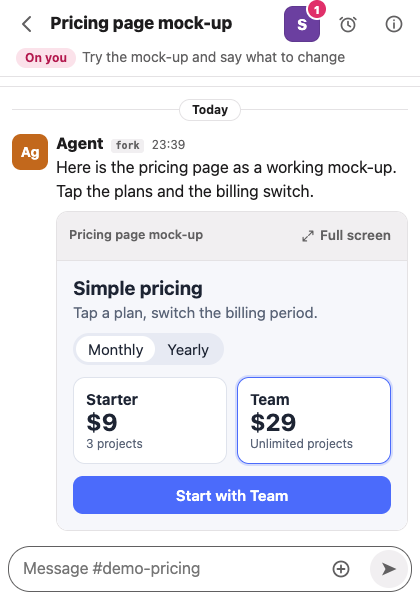 Pricing page mock-up
S
1
On you
Try the mock-up and say what to change
Today
Ag
Agent fork 23:39
Here is the pricing page as a working mock-up.
Tap the plans and the billing switch.
Pricing page mock-up
Full screen
Simple pricing
Tap a plan, switch the billing period.
Monthly
Yearly
Starter
$9
3 projects
Team
$29
Unlimited projects
Start with Team
Message #demo-pricing